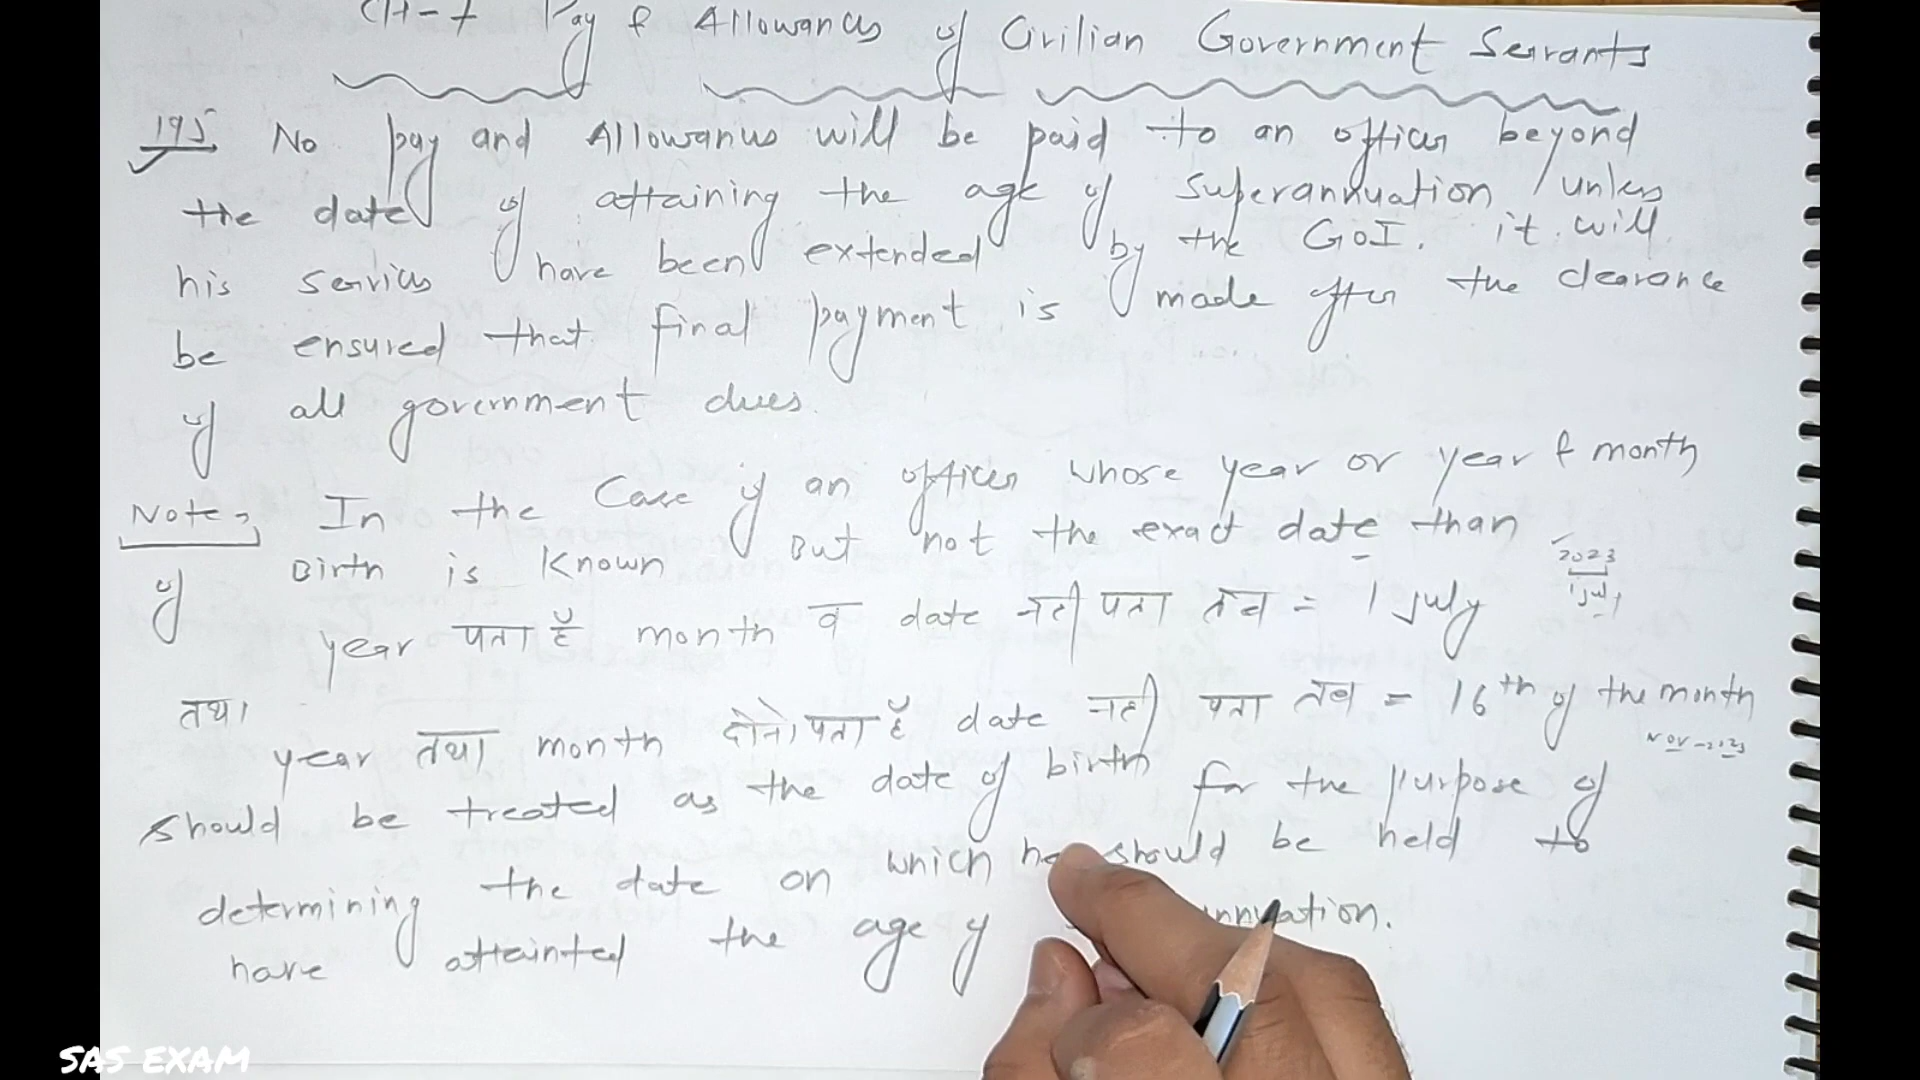 CH-7 Pay & Allowances of Civilian Government Servants
195 No pay and Allowances will be paid to an officer beyond
the date of attaining the age of superannuation, unless
his services have been extended by the GOI. it will
be ensured that final payment is made after the clearance
of all government dues.
Note, In the case of an officer whose year or year & month
of Birth is known But not the exact date than
2023
1 july
year पता है month व date नही पता तब = 1 july
तथा year तथा month दोनो पता है date नही पता तब = 16th of the month
Nov-2023
should be treated as the date of birth for the purpose of
determining the date on which he should be held to
have attainted the age of nnuation.
SAS EXAM